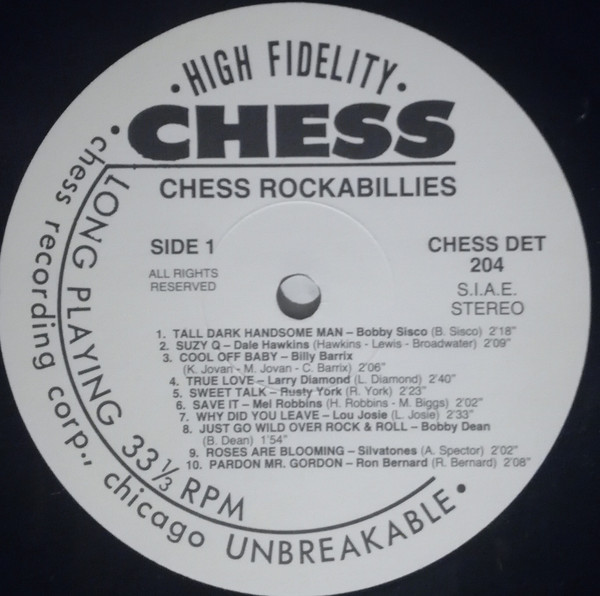 • HIGH FIDELITY •
CHESS
CHESS ROCKABILLIES
SIDE 1
ALL RIGHTS
RESERVED
CHESS DET
204
S.I.A.E.
STEREO
1. TALL DARK HANDSOME MAN – Bobby Sisco (B. Sisco) 2'18"
2. SUZY Q – Dale Hawkins (Hawkins - Lewis - Broadwater) 2'09"
3. COOL OFF BABY – Billy Barrix
(K. Jovan - M. Jovan - C. Barrix) 2'06"
4. TRUE LOVE – Larry Diamond (L. Diamond) 2'40"
5. SWEET TALK – Rusty York (R. York) 2'23"
6. SAVE IT – Mel Robbins (H. Robbins - M. Biggs) 2'02"
7. WHY DID YOU LEAVE – Lou Josie (L. Josie) 2'33"
8. JUST GO WILD OVER ROCK & ROLL – Bobby Dean
(B. Dean) 1'54"
9. ROSES ARE BLOOMING – Silvatones (A. Spector) 2'02"
10. PARDON MR. GORDON – Ron Bernard (R. Bernard) 2'08"
LONG PLAYING 33 1/3 RPM
• chess recording corp., chicago UNBREAKABLE •